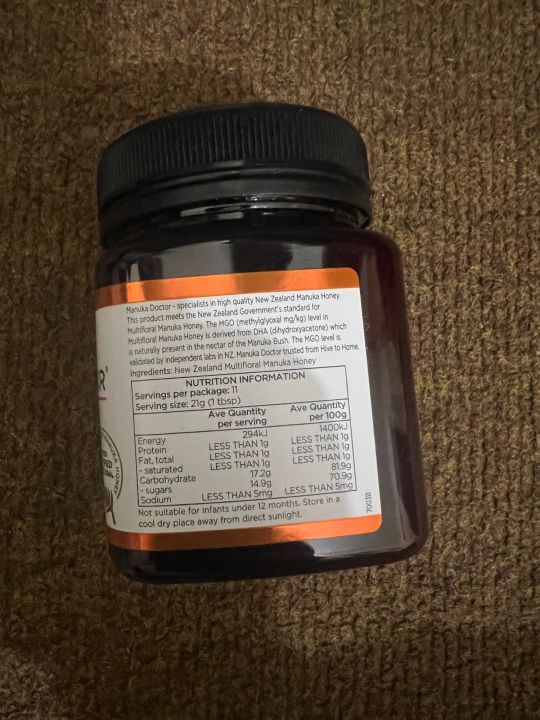 Manuka Doctor - specialists in high quality New Zealand Manuka Honey.
This product meets the New Zealand Government's standard for
Multifloral Manuka Honey. The MGO (methylglyoxal mg/kg) level in
Multifloral Manuka Honey is derived from DHA (dihydroxyacetone) which
is naturally present in the nectar of the Manuka Bush. The MGO level is
validated by independent labs in NZ. Manuka Doctor trusted from Hive to Home.
Ingredients: New Zealand Multifloral Manuka Honey
NUTRITION INFORMATION
Servings per package: 11
Serving size: 21g (1 tbsp)
Ave Quantity per serving Ave Quantity per 100g
Energy 294kJ 1400kJ
Protein LESS THAN 1g LESS THAN 1g
Fat, total LESS THAN 1g LESS THAN 1g
- saturated LESS THAN 1g LESS THAN 1g
Carbohydrate 17.2g 81.9g
- sugars 14.9g 70.9g
Sodium LESS THAN 5mg LESS THAN 5mg
Not suitable for infants under 12 months. Store in a
cool dry place away from direct sunlight.
R®
HONEY